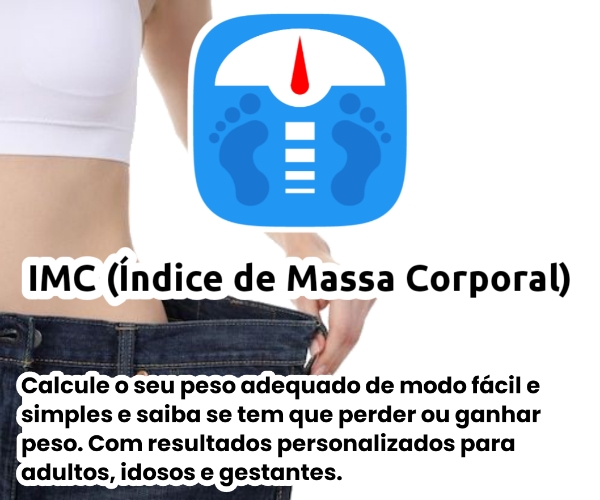 IMC (Índice de Massa Corporal)
Calcule o seu peso adequado de modo fácil e
simples e saiba se tem que perder ou ganhar
peso. Com resultados personalizados para
adultos, idosos e gestantes.